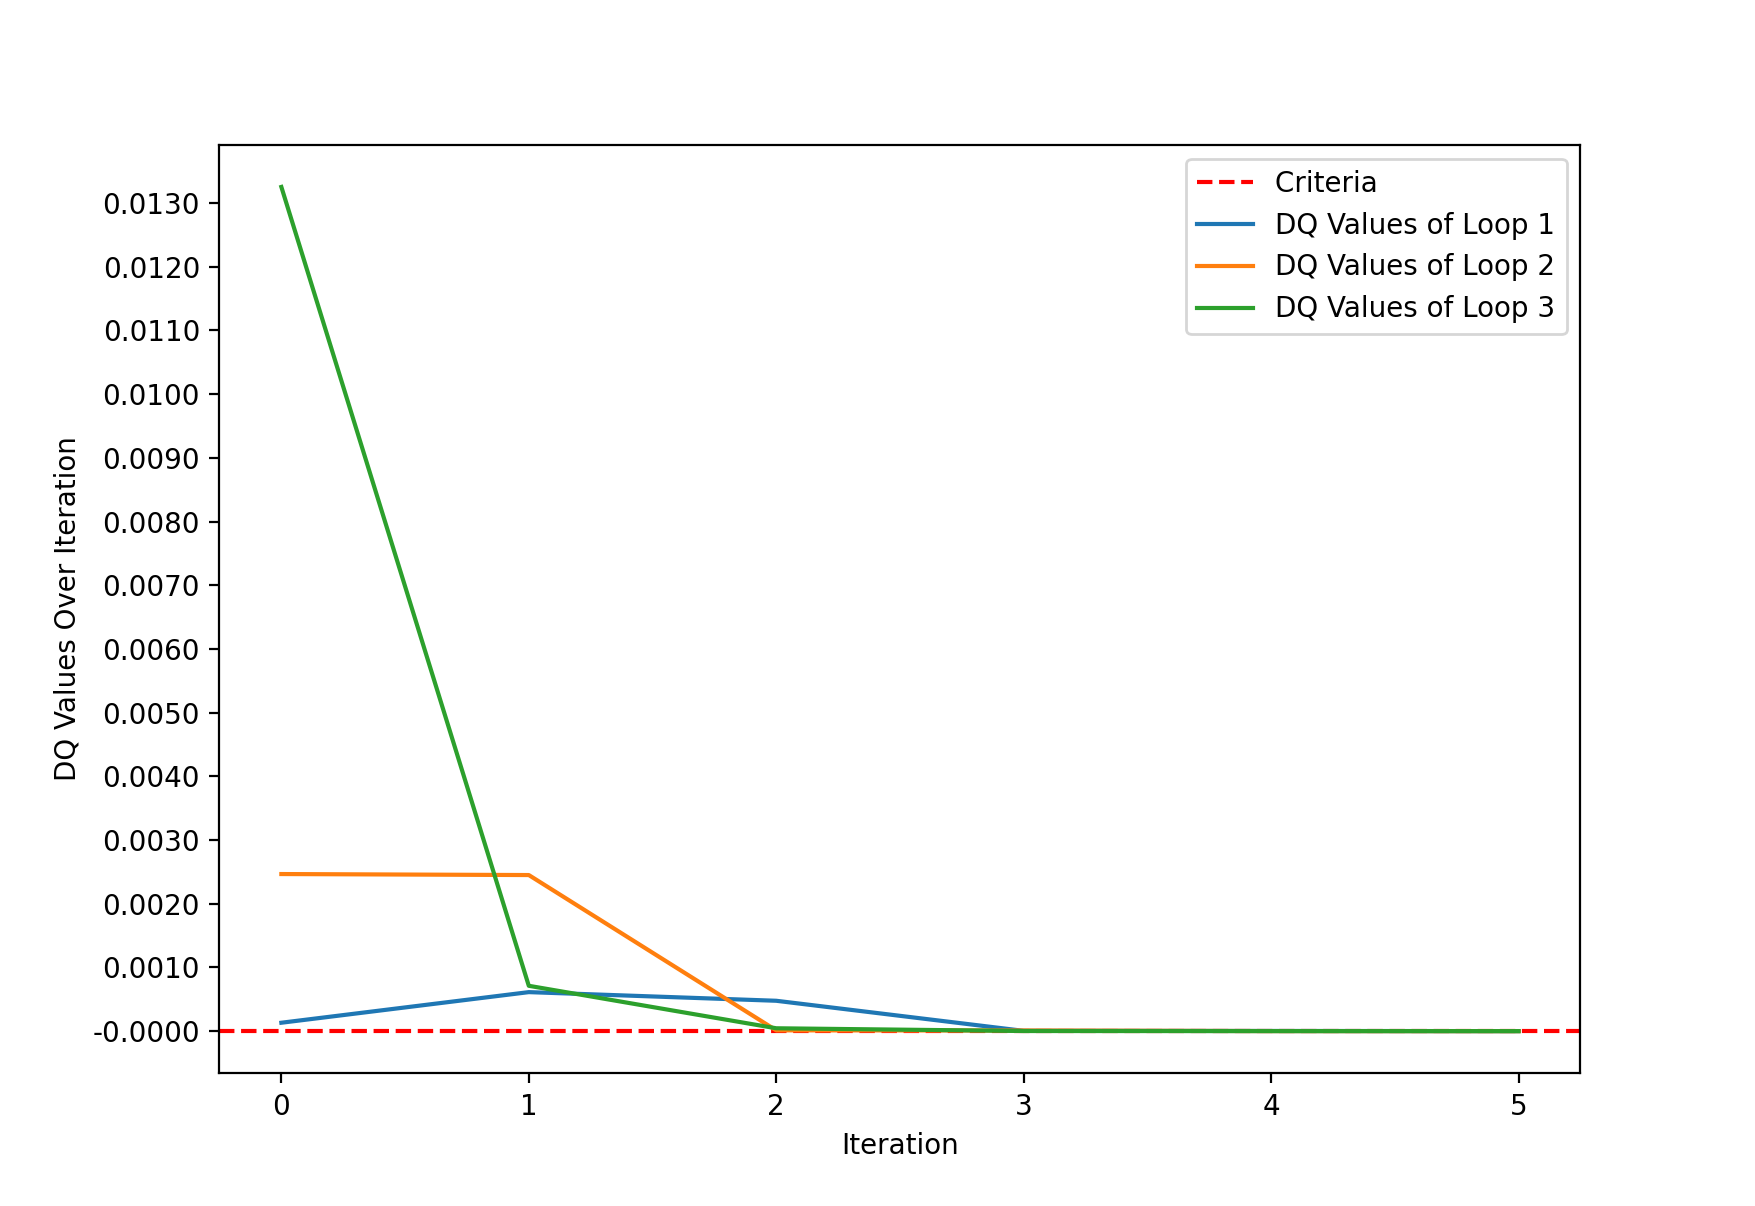 Criteria
DQ Values of Loop 1
DQ Values of Loop 2
DQ Values of Loop 3
DQ Values Over Iteration
0.0130
0.0120
0.0110
0.0100
0.0090
0.0080
0.0070
0.0060
0.0050
0.0040
0.0030
0.0020
0.0010
-0.0000
0 1 2 3 4 5
Iteration